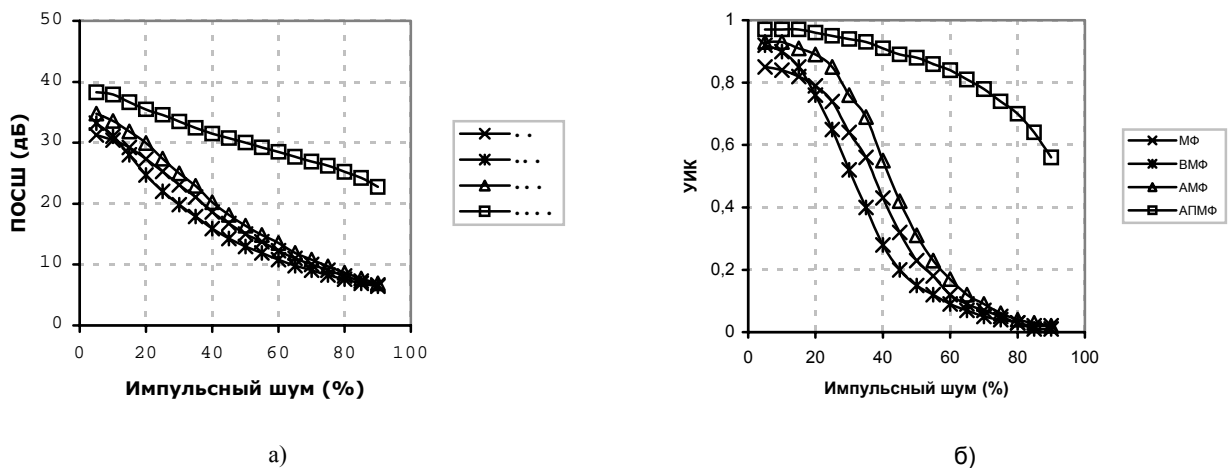 50
40
30
20
10
0
0 20 40 60 80 100
ПОСШ (дБ)
Импульсный шум (%)
. .
. . .
. . .
. . . .
а)
1
0,8
0,6
0,4
0,2
0
0 20 40 60 80 100
УИК
Импульсный шум (%)
МФ
ВМФ
АМФ
АПМФ
б)